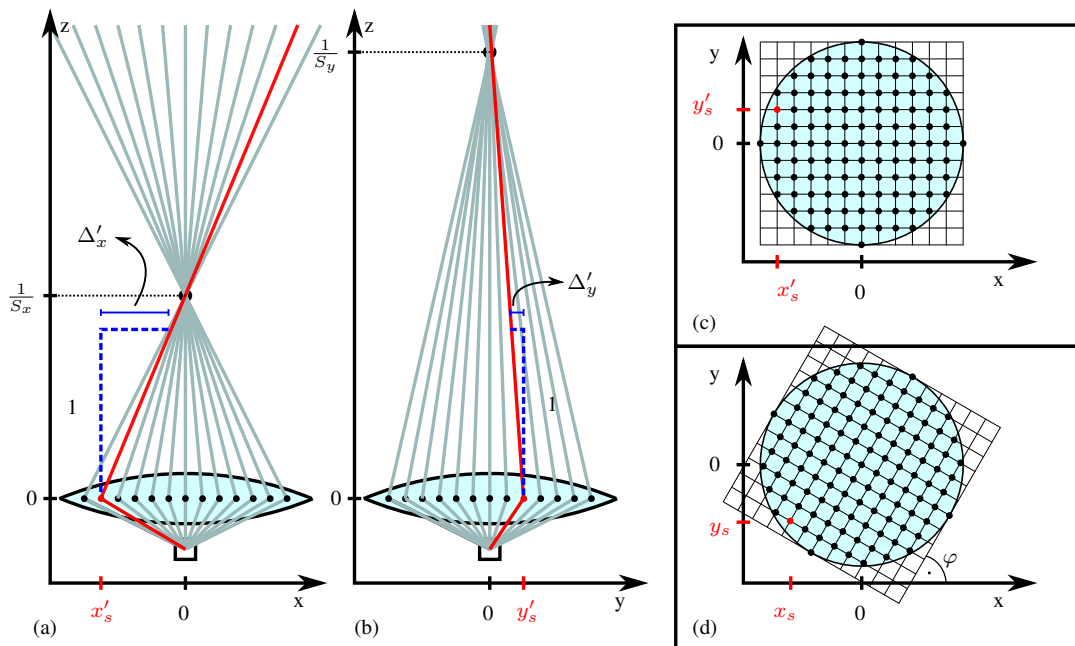 z
1/S_x
Δ'_x
1
0
x'_s
0
x
(a)
z
1/S_y
Δ'_y
1
0
0
y'_s
y
(b)
y
y'_s
0
x'_s
0
x
(c)
y
0
y_s
φ
x_s
0
x
(d)